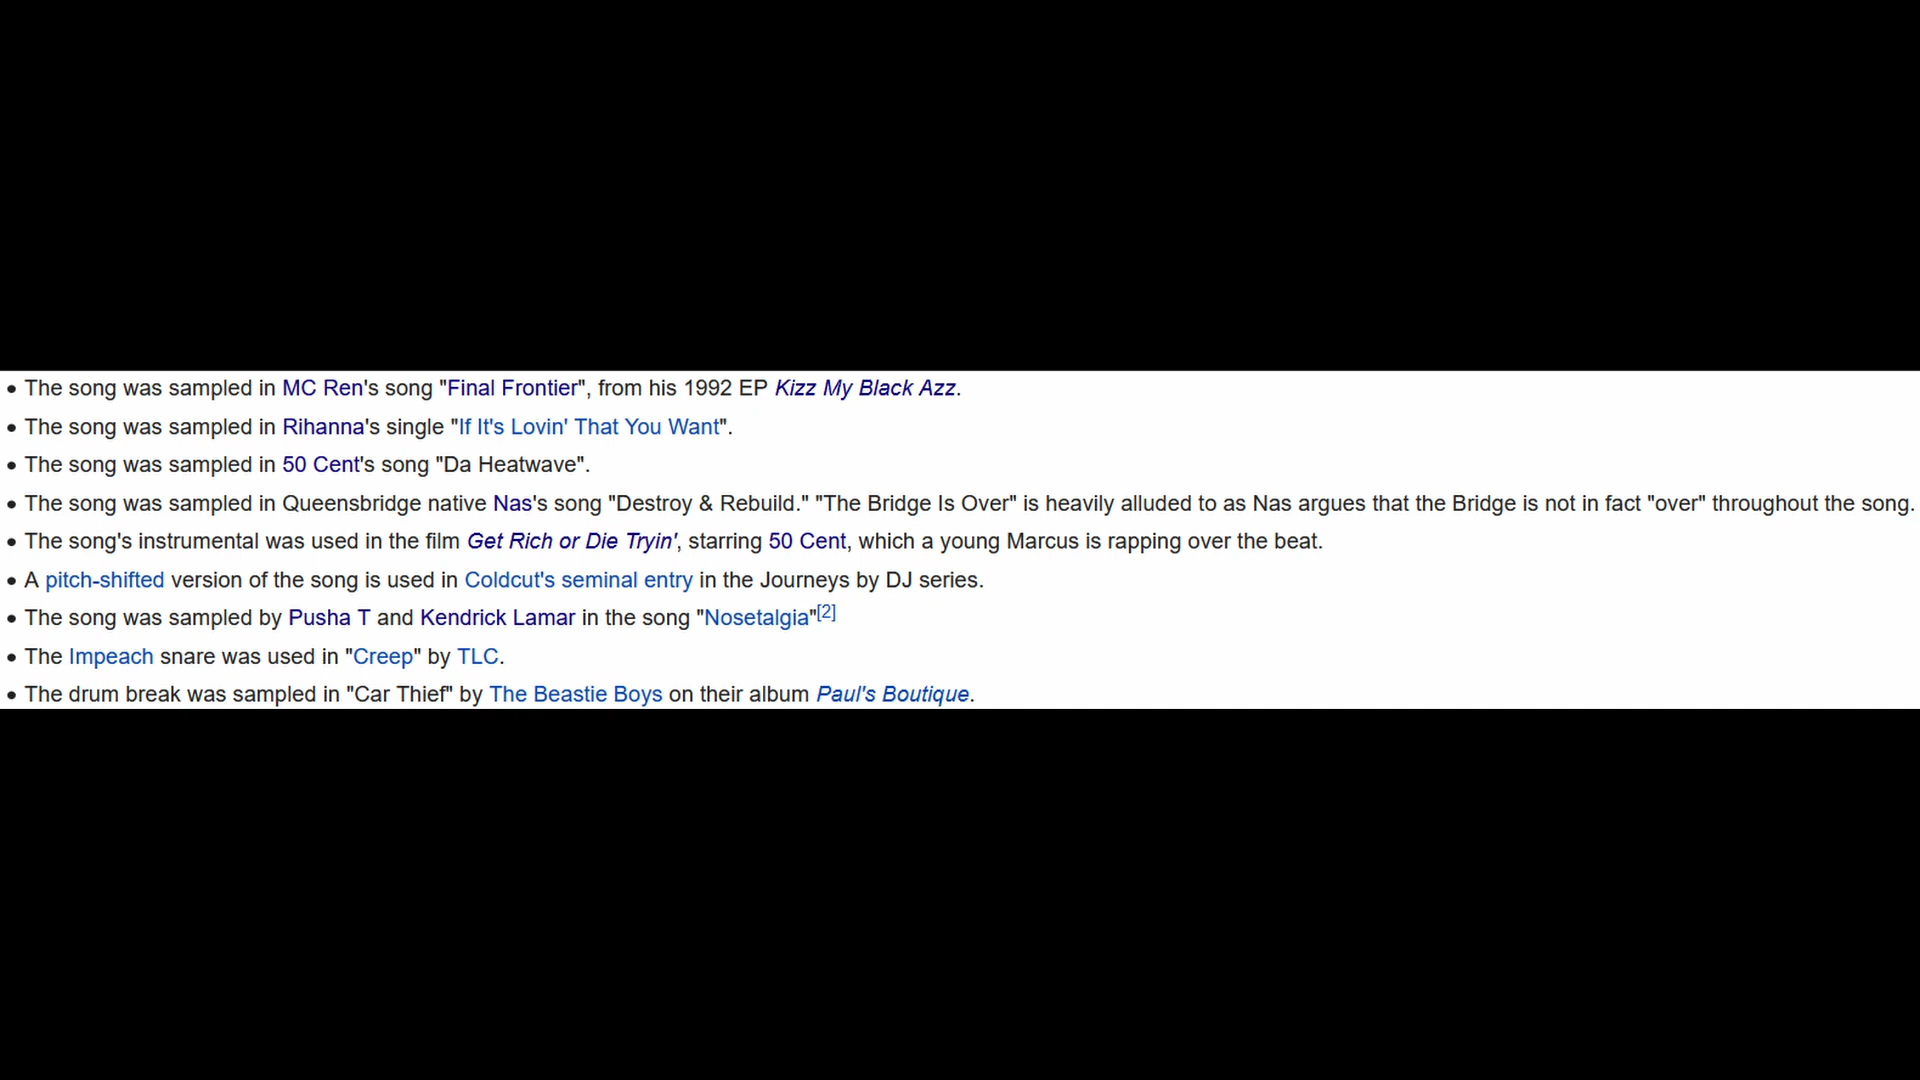 • The song was sampled in MC Ren's song "Final Frontier", from his 1992 EP Kizz My Black Azz.
• The song was sampled in Rihanna's single "If It's Lovin' That You Want".
• The song was sampled in 50 Cent's song "Da Heatwave".
• The song was sampled in Queensbridge native Nas's song "Destroy & Rebuild." "The Bridge Is Over" is heavily alluded to as Nas argues that the Bridge is not in fact "over" throughout the song.
• The song's instrumental was used in the film Get Rich or Die Tryin', starring 50 Cent, which a young Marcus is rapping over the beat.
• A pitch-shifted version of the song is used in Coldcut's seminal entry in the Journeys by DJ series.
• The song was sampled by Pusha T and Kendrick Lamar in the song "Nosetalgia"[2]
• The Impeach snare was used in "Creep" by TLC.
• The drum break was sampled in "Car Thief" by The Beastie Boys on their album Paul's Boutique.